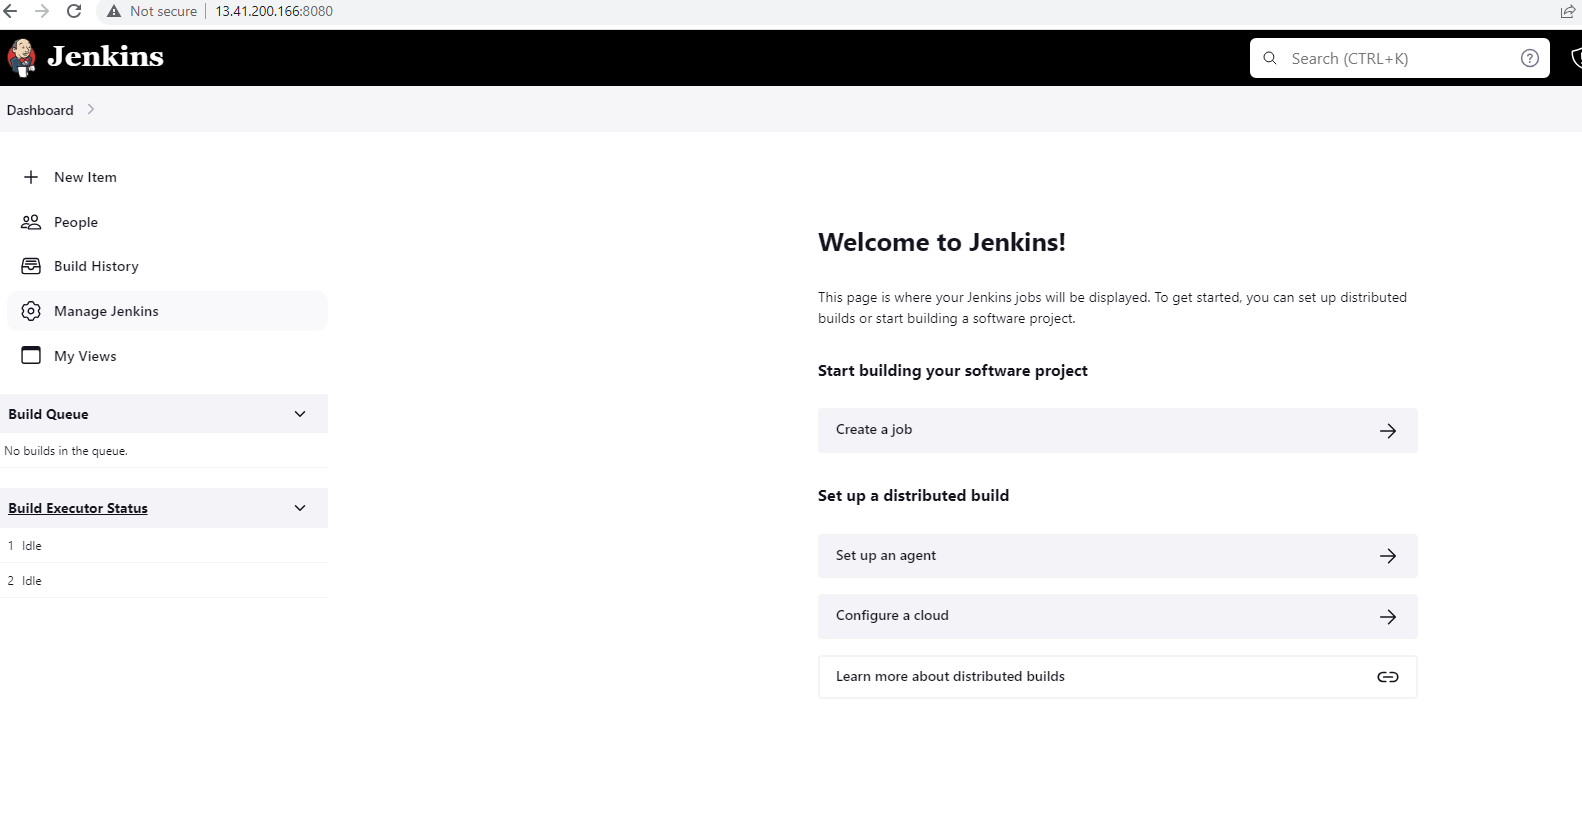 Not secure 13.41.200.166:8080
Jenkins
Search (CTRL+K)
Dashboard
New Item
People
Build History
Manage Jenkins
My Views
Build Queue
No builds in the queue.
Build Executor Status
1 Idle
2 Idle
Welcome to Jenkins!
This page is where your Jenkins jobs will be displayed. To get started, you can set up distributed
builds or start building a software project.
Start building your software project
Create a job
Set up a distributed build
Set up an agent
Configure a cloud
Learn more about distributed builds